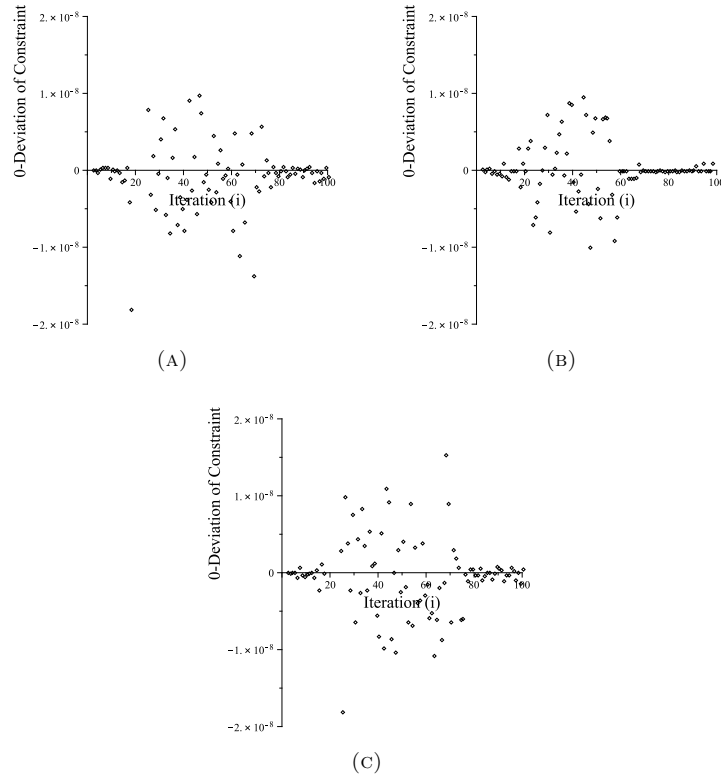 2. × 10⁻⁸
1. × 10⁻⁸
0
−1. × 10⁻⁸
−2. × 10⁻⁸
0-Deviation of Constraint
20 40 60 80 100
Iteration (i)
(A)
2. × 10⁻⁸
1. × 10⁻⁸
0
−1. × 10⁻⁸
−2. × 10⁻⁸
0-Deviation of Constraint
20 40 60 80 100
Iteration (i)
(B)
2. × 10⁻⁸
1. × 10⁻⁸
0
−1. × 10⁻⁸
−2. × 10⁻⁸
0-Deviation of Constraint
20 40 60 80 100
Iteration (i)
(C)